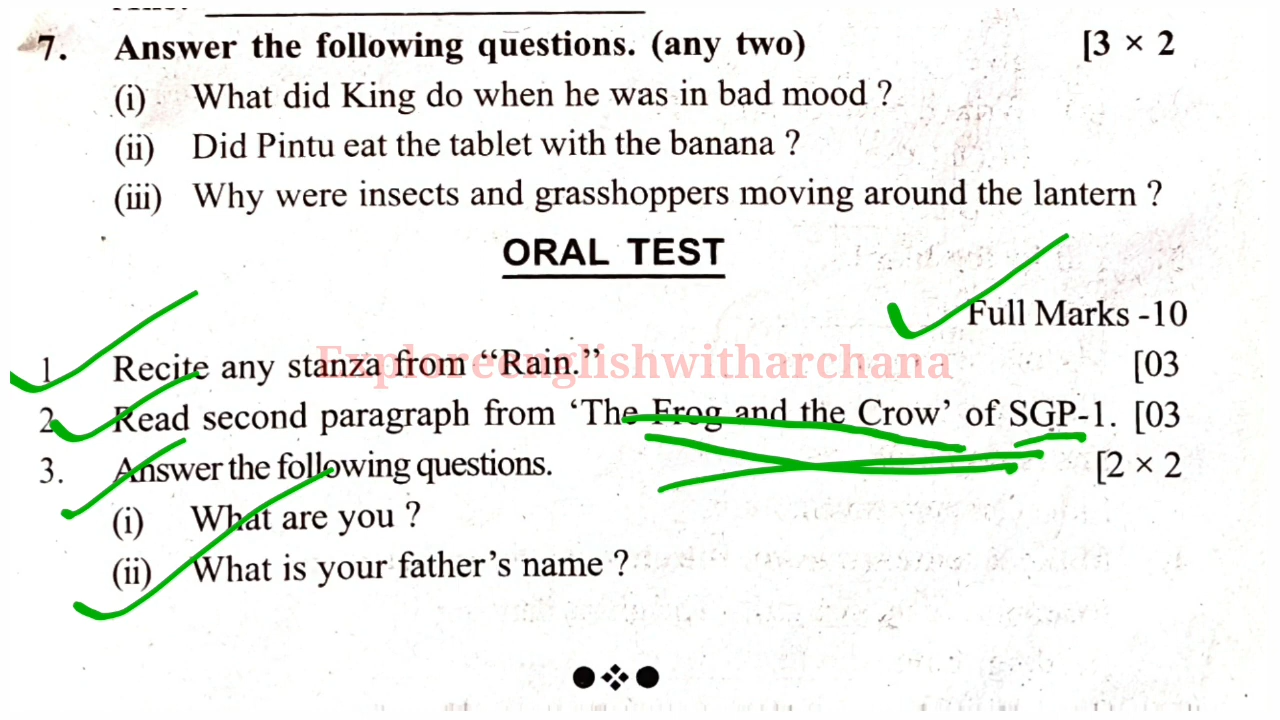 7. Answer the following questions. (any two) [3 × 2
(i) What did King do when he was in bad mood ?
(ii) Did Pintu eat the tablet with the banana ?
(iii) Why were insects and grasshoppers moving around the lantern ?
ORAL TEST
Full Marks -10
1 Recite any stanza from “Rain.” [03
Exploreenglishwitharchana
2 Read second paragraph from ‘The Frog and the Crow’ of SGP-1. [03
3. Answer the following questions. [2 × 2
(i) What are you ?
(ii) What is your father’s name ?